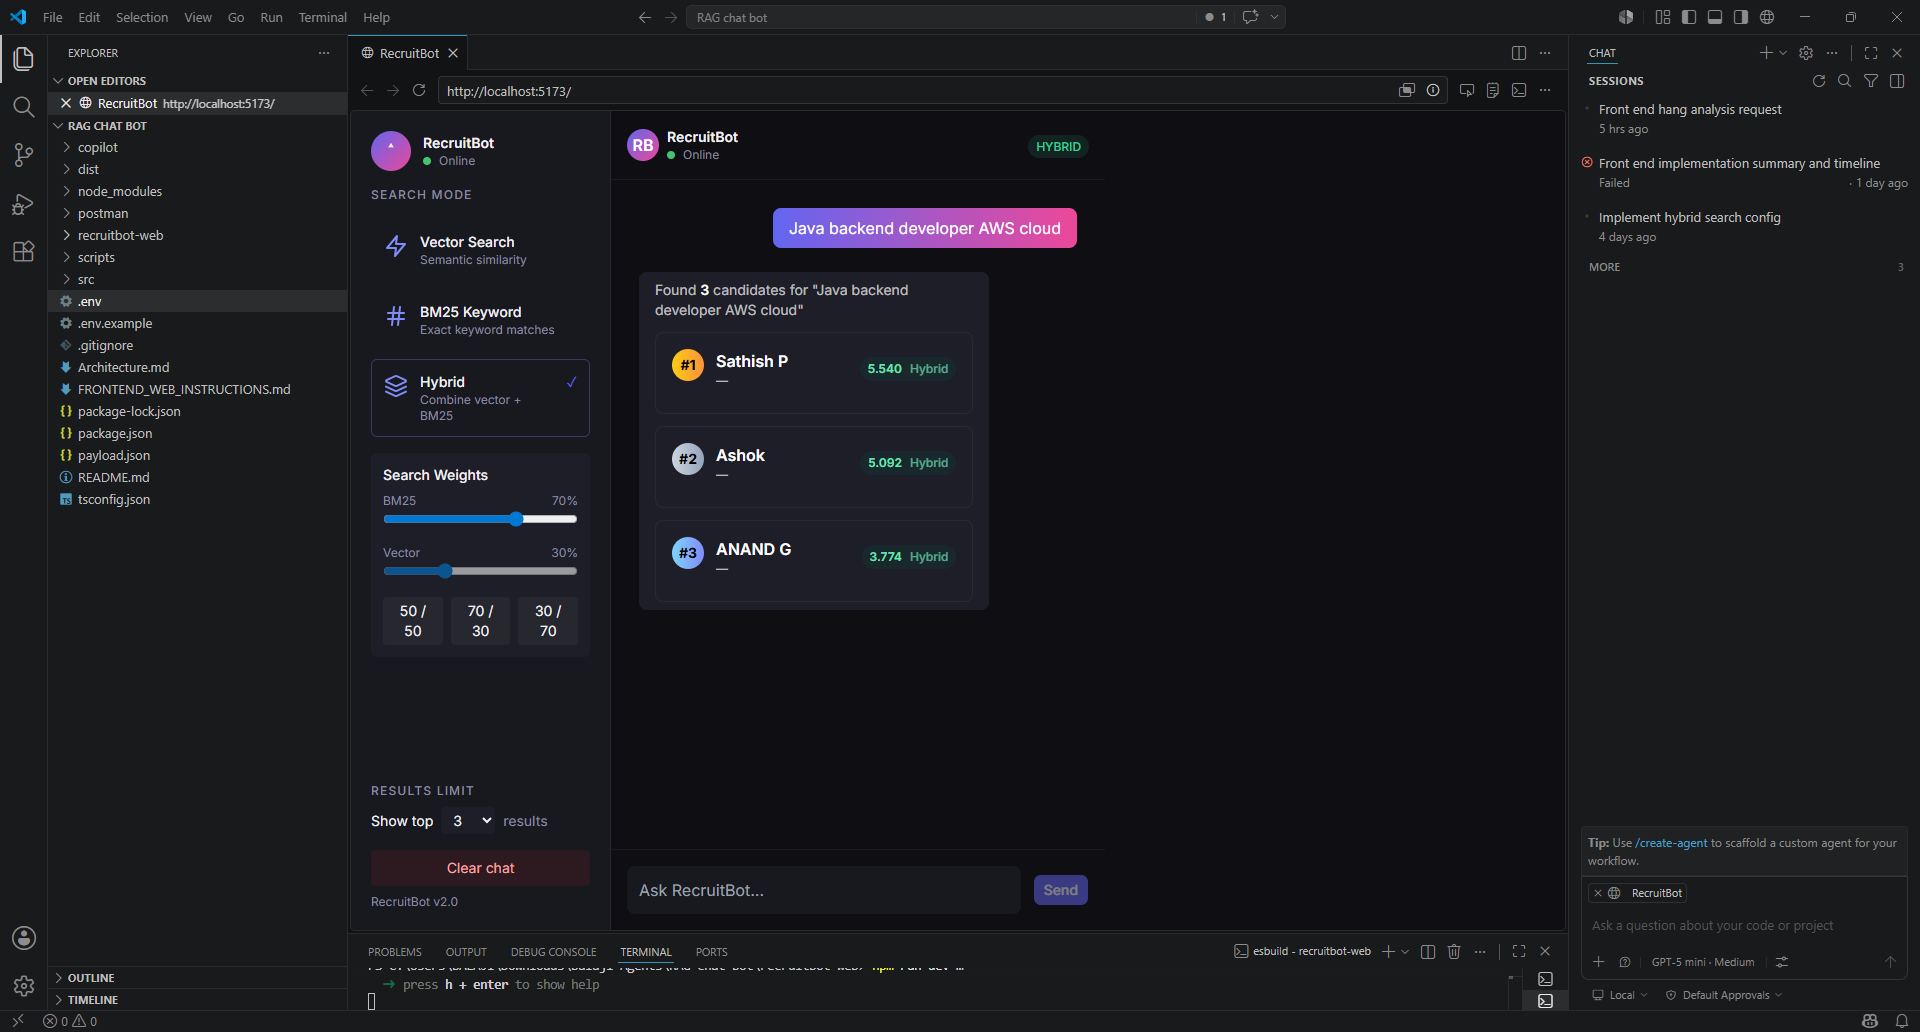 File Edit Selection View Go Run Terminal Help
RAG chat bot
1
EXPLORER
OPEN EDITORS
RecruitBot http://localhost:5173/
RAG CHAT BOT
copilot
dist
node_modules
postman
recruitbot-web
scripts
src
.env
.env.example
.gitignore
Architecture.md
FRONTEND_WEB_INSTRUCTIONS.md
package-lock.json
package.json
payload.json
README.md
tsconfig.json
OUTLINE
TIMELINE
RecruitBot
http://localhost:5173/
RecruitBot
Online
SEARCH MODE
Vector Search
Semantic similarity
BM25 Keyword
Exact keyword matches
Hybrid
Combine vector +
BM25
Search Weights
BM25 70%
Vector 30%
50 /
50
70 /
30
30 /
70
RESULTS LIMIT
Show top 3 results
Clear chat
RecruitBot v2.0
RB
RecruitBot
Online
HYBRID
Java backend developer AWS cloud
Found 3 candidates for "Java backend
developer AWS cloud"
#1 Sathish P
—
5.540 Hybrid
#2 Ashok
—
5.092 Hybrid
#3 ANAND G
—
3.774 Hybrid
Ask RecruitBot...
Send
PROBLEMS OUTPUT DEBUG CONSOLE TERMINAL PORTS
esbuild - recruitbot-web
→ press h + enter to show help
CHAT
SESSIONS
Front end hang analysis request
5 hrs ago
Front end implementation summary and timeline
Failed · 1 day ago
Implement hybrid search config
4 days ago
MORE 3
Tip: Use /create-agent to scaffold a custom agent for your
workflow.
RecruitBot
Ask a question about your code or project
GPT-5 mini · Medium
Local Default Approvals
0 0